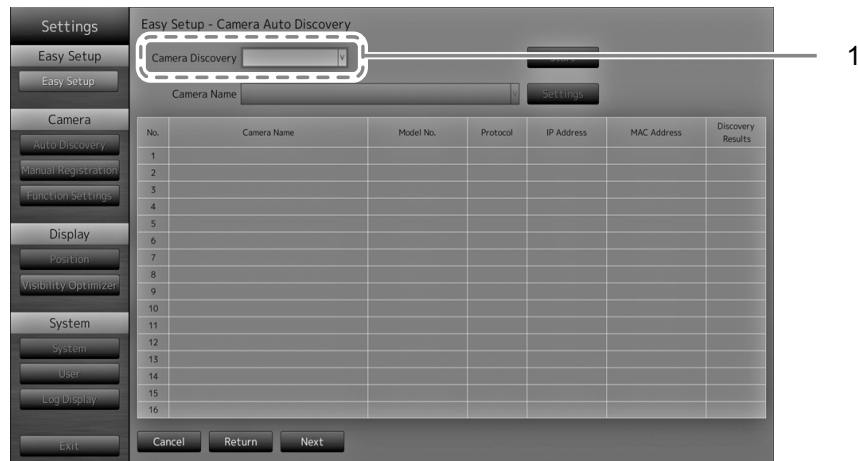 Settings
Easy Setup
Easy Setup
Camera
Auto Discovery
Manual Registration
Function Settings
Display
Position
Visibility Optimizer
System
System
User
Log Display
Exit
Easy Setup - Camera Auto Discovery
Camera Discovery
Start
1
Camera Name
Settings
No. Camera Name Model No. Protocol IP Address MAC Address Discovery Results
1
2
3
4
5
6
7
8
9
10
11
12
13
14
15
16
Cancel Return Next